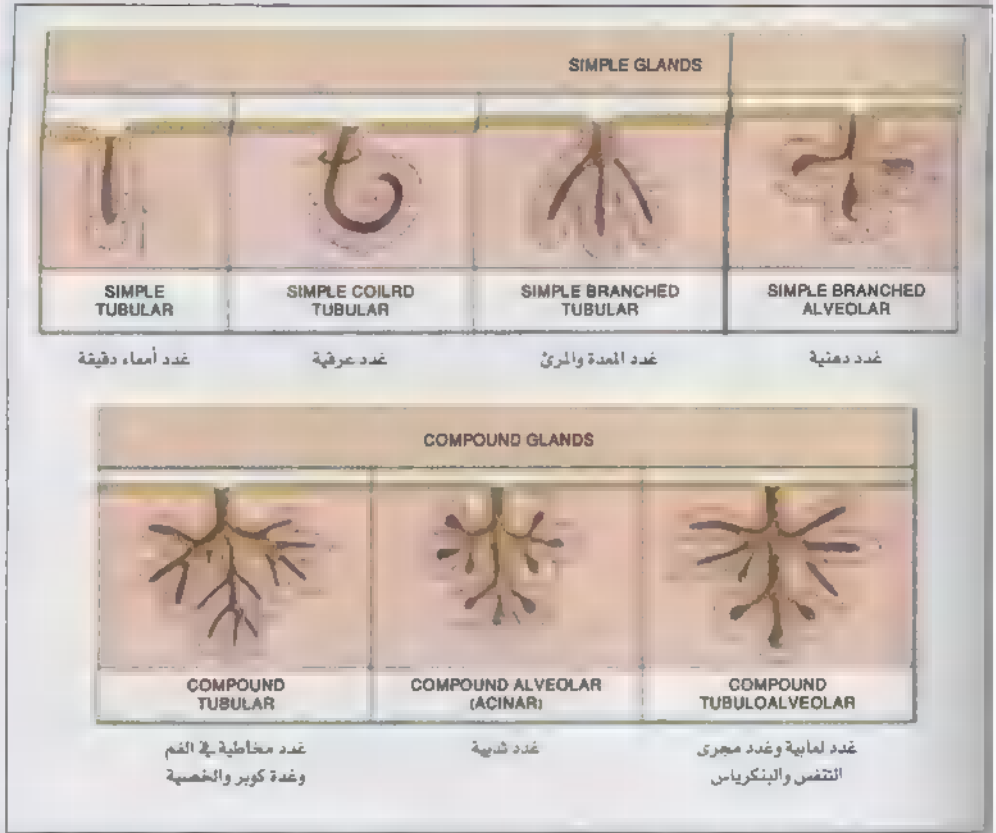 SIMPLE GLANDS
SIMPLE
TUBULAR
SIMPLE COILRD
TUBULAR
SIMPLE BRANCHED
TUBULAR
SIMPLE BRANCHED
ALVEOLAR
غدد أمعاء دقيقة
غدد عرقية
غدد المعدة والمرئ
غدد دهنية
COMPOUND GLANDS
COMPOUND
TUBULAR
COMPOUND ALVEOLAR
(ACINAR)
COMPOUND
TUBULOALVEOLAR
غدد مخاطية في الفم
وغدة كوبر والخصية
غدد ثديية
غدد لعابية وغدد مجرى
التنفس والبنكرياس